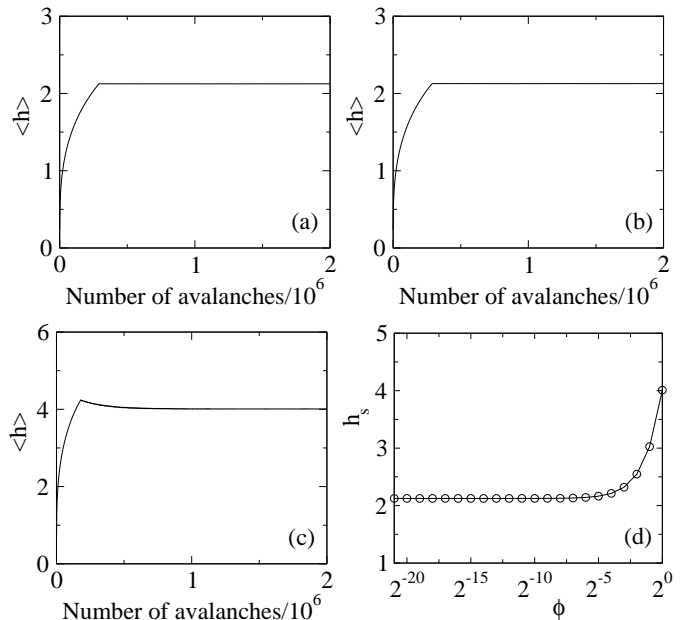 3
2
1
0
<h>
0
1
2
Number of avalanches/10^6
(a)
3
2
1
0
<h>
0
1
2
Number of avalanches/10^6
(b)
6
4
2
0
<h>
0
1
2
Number of avalanches/10^6
(c)
5
4
3
2
1
h_s
2^-20
2^-15
2^-10
2^-5
2^0
ϕ
(d)